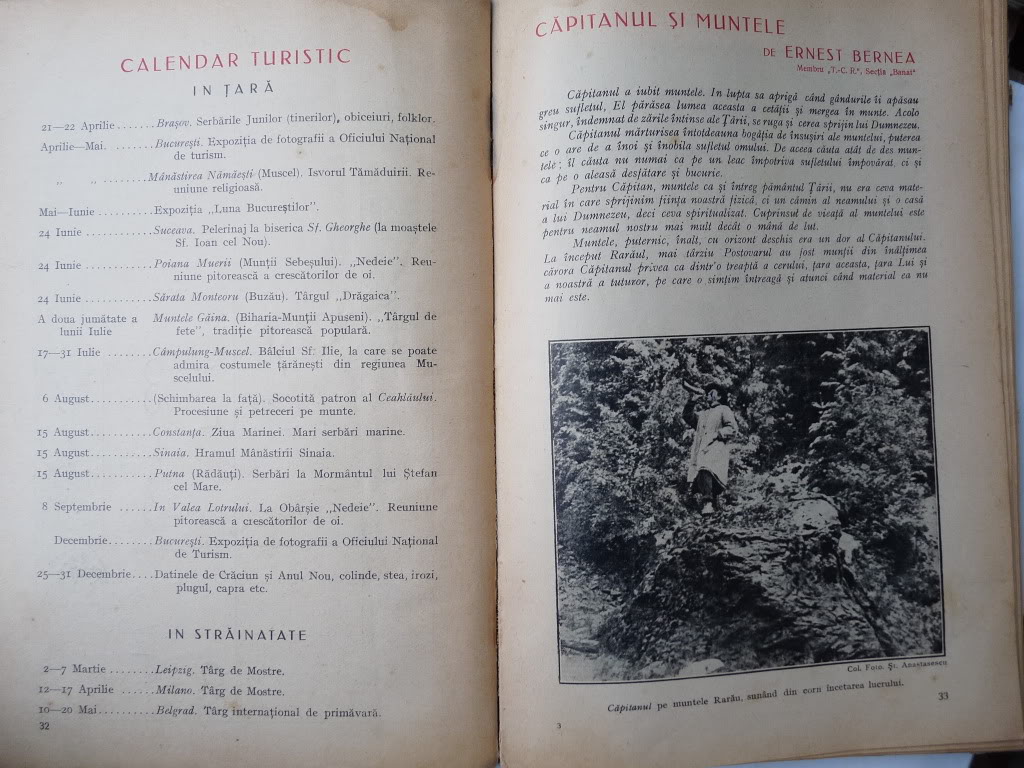 CALENDAR TURISTIC
IN ȚARĂ
21—22 Aprilie ....... Brașov. Serbările Junilor (tinerilor), obiceiuri, folklor.
Aprilie—Mai. ........ București. Expoziția de fotografii a Oficiului Național
de turism.
„ „ ........ Mânăstirea Nămăești (Muscel). Isvorul Tămăduirii. Re-
uniune religioasă.
Mai—Iunie ........... Expoziția „Luna Bucureștilor".
24 Iunie ............ Suceava. Pelerinaj la biserica Sf. Gheorghe (la moaștele
Sf. Ioan cel Nou).
24 Iunie ............ Poiana Muerii (Munții Sebeșului). „Nedeie". Reu-
niune pitorească a crescătorilor de oi.
24 Iunie ............ Sărata Monteoru (Buzău). Târgul „Drăgaica".
A doua jumătate a Muntele Găina. (Biharia-Munții Apuseni). „Târgul de
lunii Iulie fete", tradiție pitorească populară.
17—31 Iulie ........ Câmpulung-Muscel. Bâlciul Sf. Ilie, la care se poate
admira costumele țărănești din regiunea Mu-
scelului.
6 August............ (Schimbarea la față). Socotită patron al Ceahlăului.
Procesiune și petreceri pe munte.
15 August........... Constanța. Ziua Marinei. Mari serbări marine.
15 August........... Sinaia. Hramul Mânăstirii Sinaia.
15 August........... Putna (Rădăuți). Serbări la Mormântul lui Ștefan
cel Mare.
8 Septembrie ...... In Valea Lotrului. La Obârșie „Nedeie". Reuniune
pitorească a crescătorilor de oi.
Decembrie........ București. Expoziția de fotografii a Oficiului Național
de Turism.
25—31 Decembrie.... Datinele de Crăciun și Anul Nou, colinde, stea, irozi,
plugul, capra etc.
IN STRĂINATATE
2—7 Martie ........ Leipzig. Târg de Mostre.
12—17 Aprilie ...... Milano. Târg de Mostre.
10—20 Mai.......... Belgrad. Târg internațional de primăvară.
32
CĂPITANUL ȘI MUNTELE
DE ERNEST BERNEA
Membru „T.-C. R.", Secția „Banat"
Căpitanul a iubit muntele. In lupta sa aprigă când gândurile îi apăsau
greu sufletul, El părăsea lumea aceasta a cetății și mergea în munte. Acolo
singur, îndemnat de zările întinse ale Țării, se ruga și cerea sprijin lui Dumnezeu.
Căpitanul mărturisea întotdeauna bogăția de însușiri ale muntelui, puterea
ce o are de a înoi și înobila sufletul omului. De aceea căuta atât de des mun-
tele; îl căuta nu numai ca pe un leac împotriva sufletului împovărat, ci și
ca pe o aleasă desfătare și bucurie.
Pentru Căpitan, muntele ca și întreg pământul Țării, nu era ceva mate-
rial în care sprijinim ființa noastră fizică, ci un cămin al neamului și o casă
a lui Dumnezeu, deci ceva spiritualizat. Cuprinsul de vieață al muntelui este
pentru neamul nostru mai mult decât o mână de lut.
Muntele, puternic, înalt, cu orizont deschis era un dor al Căpitanului.
La început Rarăul, mai târziu Postovarul au fost munții din înălțimea
cărora Căpitanul privea ca dintr'o treaptă a cerului, țara aceasta, țara Lui și
a noastră a tuturor, pe care o simțim întreagă și atunci când material ea nu
mai este.
Col. Foto. Șt. Anastasescu
Căpitanul pe muntele Rarău, sunând din corn încetarea lucrului.
3
33